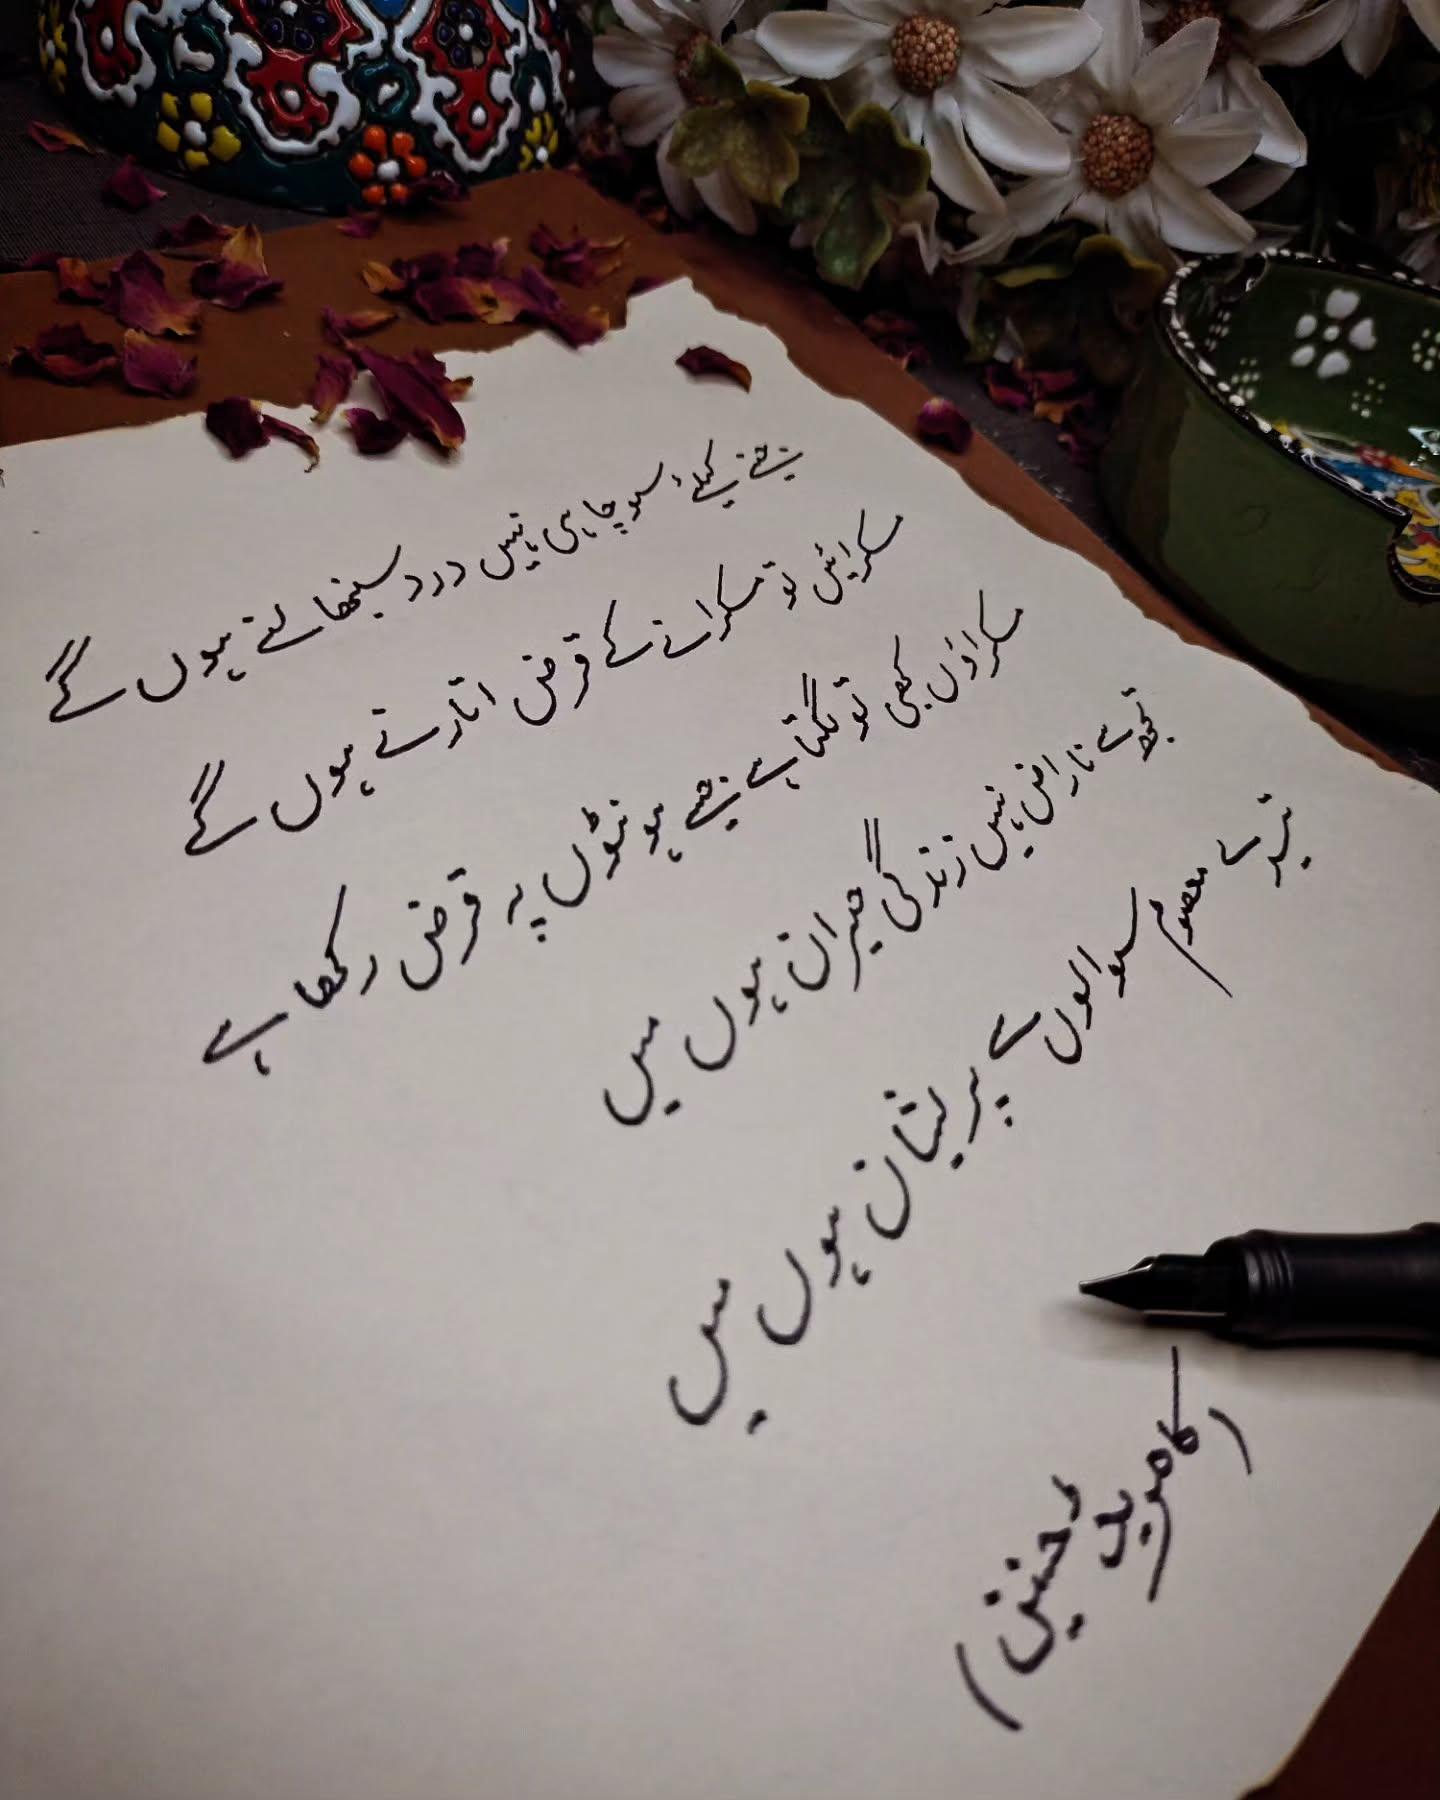 جینے کیلئے سوچا ہی نہیں درد سنبھالنے ہوں گے
مسکرائیں تو مسکرانے کے قرض اتارنے ہوں گے
مسکراؤں کبھی تو لگتا ہے جیسے ہونٹوں پہ قرض رکھا ہے
تجھ سے ناراض نہیں زندگی حیران ہوں میں
تیرے معصوم سوالوں سے پریشان ہوں میں